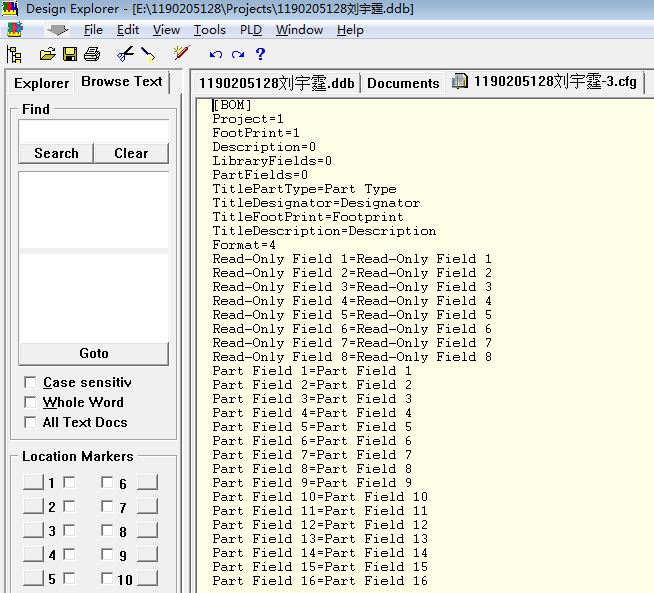 Design Explorer - [E:\1190205128\Projects\1190205128刘宇霆.ddb]
File Edit View Tools PLD Window Help
Explorer Browse Text
1190205128刘宇霆.ddb Documents 1190205128刘宇霆-3.cfg
Find
Search Clear
Goto
Case sensitiv
Whole Word
All Text Docs
Location Markers
1 6
2 7
3 8
4 9
5 10
[BOM]
Project=1
FootPrint=1
Description=0
LibraryFields=0
PartFields=0
TitlePartType=Part Type
TitleDesignator=Designator
TitleFootPrint=Footprint
TitleDescription=Description
Format=4
Read-Only Field 1=Read-Only Field 1
Read-Only Field 2=Read-Only Field 2
Read-Only Field 3=Read-Only Field 3
Read-Only Field 4=Read-Only Field 4
Read-Only Field 5=Read-Only Field 5
Read-Only Field 6=Read-Only Field 6
Read-Only Field 7=Read-Only Field 7
Read-Only Field 8=Read-Only Field 8
Part Field 1=Part Field 1
Part Field 2=Part Field 2
Part Field 3=Part Field 3
Part Field 4=Part Field 4
Part Field 5=Part Field 5
Part Field 6=Part Field 6
Part Field 7=Part Field 7
Part Field 8=Part Field 8
Part Field 9=Part Field 9
Part Field 10=Part Field 10
Part Field 11=Part Field 11
Part Field 12=Part Field 12
Part Field 13=Part Field 13
Part Field 14=Part Field 14
Part Field 15=Part Field 15
Part Field 16=Part Field 16